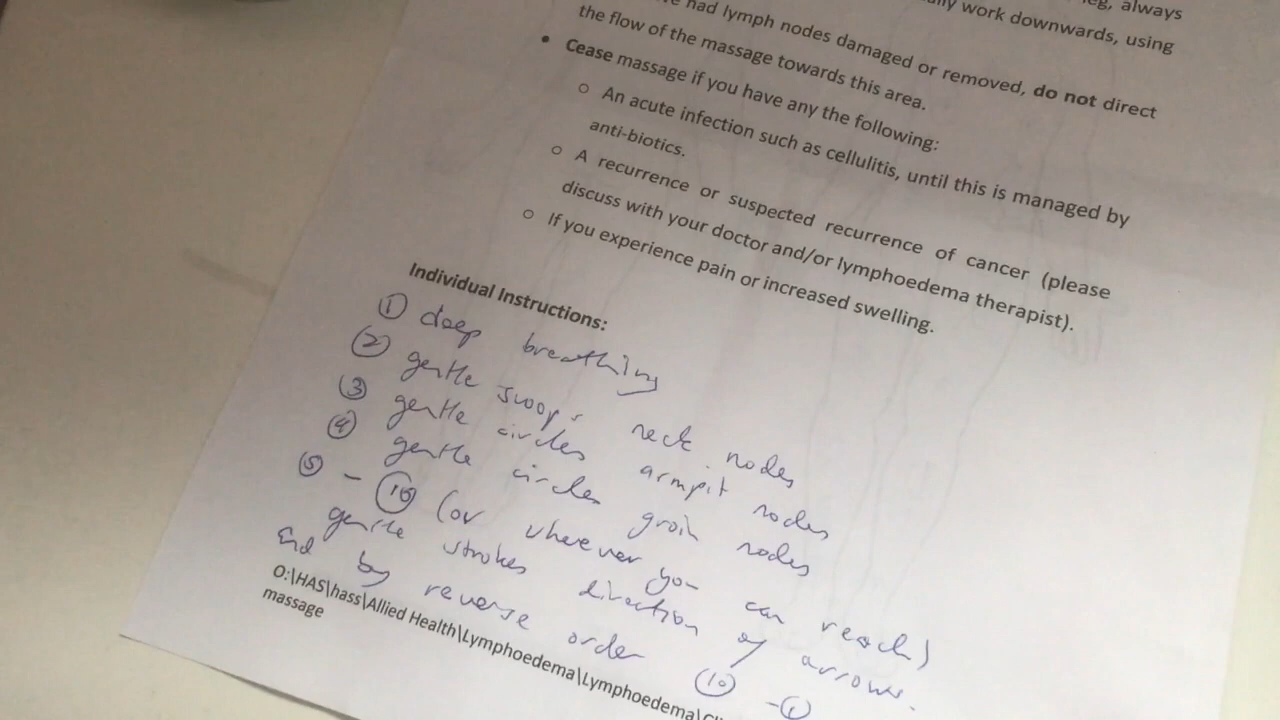 leg, always
work downwards, using
had lymph nodes damaged or removed, do not direct
the flow of the massage towards this area.
• Cease massage if you have any the following:
o An acute infection such as cellulitis, until this is managed by
anti-biotics.
o A recurrence or suspected recurrence of cancer (please
discuss with your doctor and/or lymphoedema therapist).
o If you experience pain or increased swelling.
Individual Instructions:
① deep breathing
② gentle scoops neck nodes
③ gentle circles armpit nodes
④ gentle circles groin nodes
⑤ - ⑩ (or wherever you can reach)
gentle strokes direction of arrows.
End by reverse order ⑩ - ①
O:\HAS\hass\Allied Health\Lymphoedema\Lymphoedema\Cl
massage